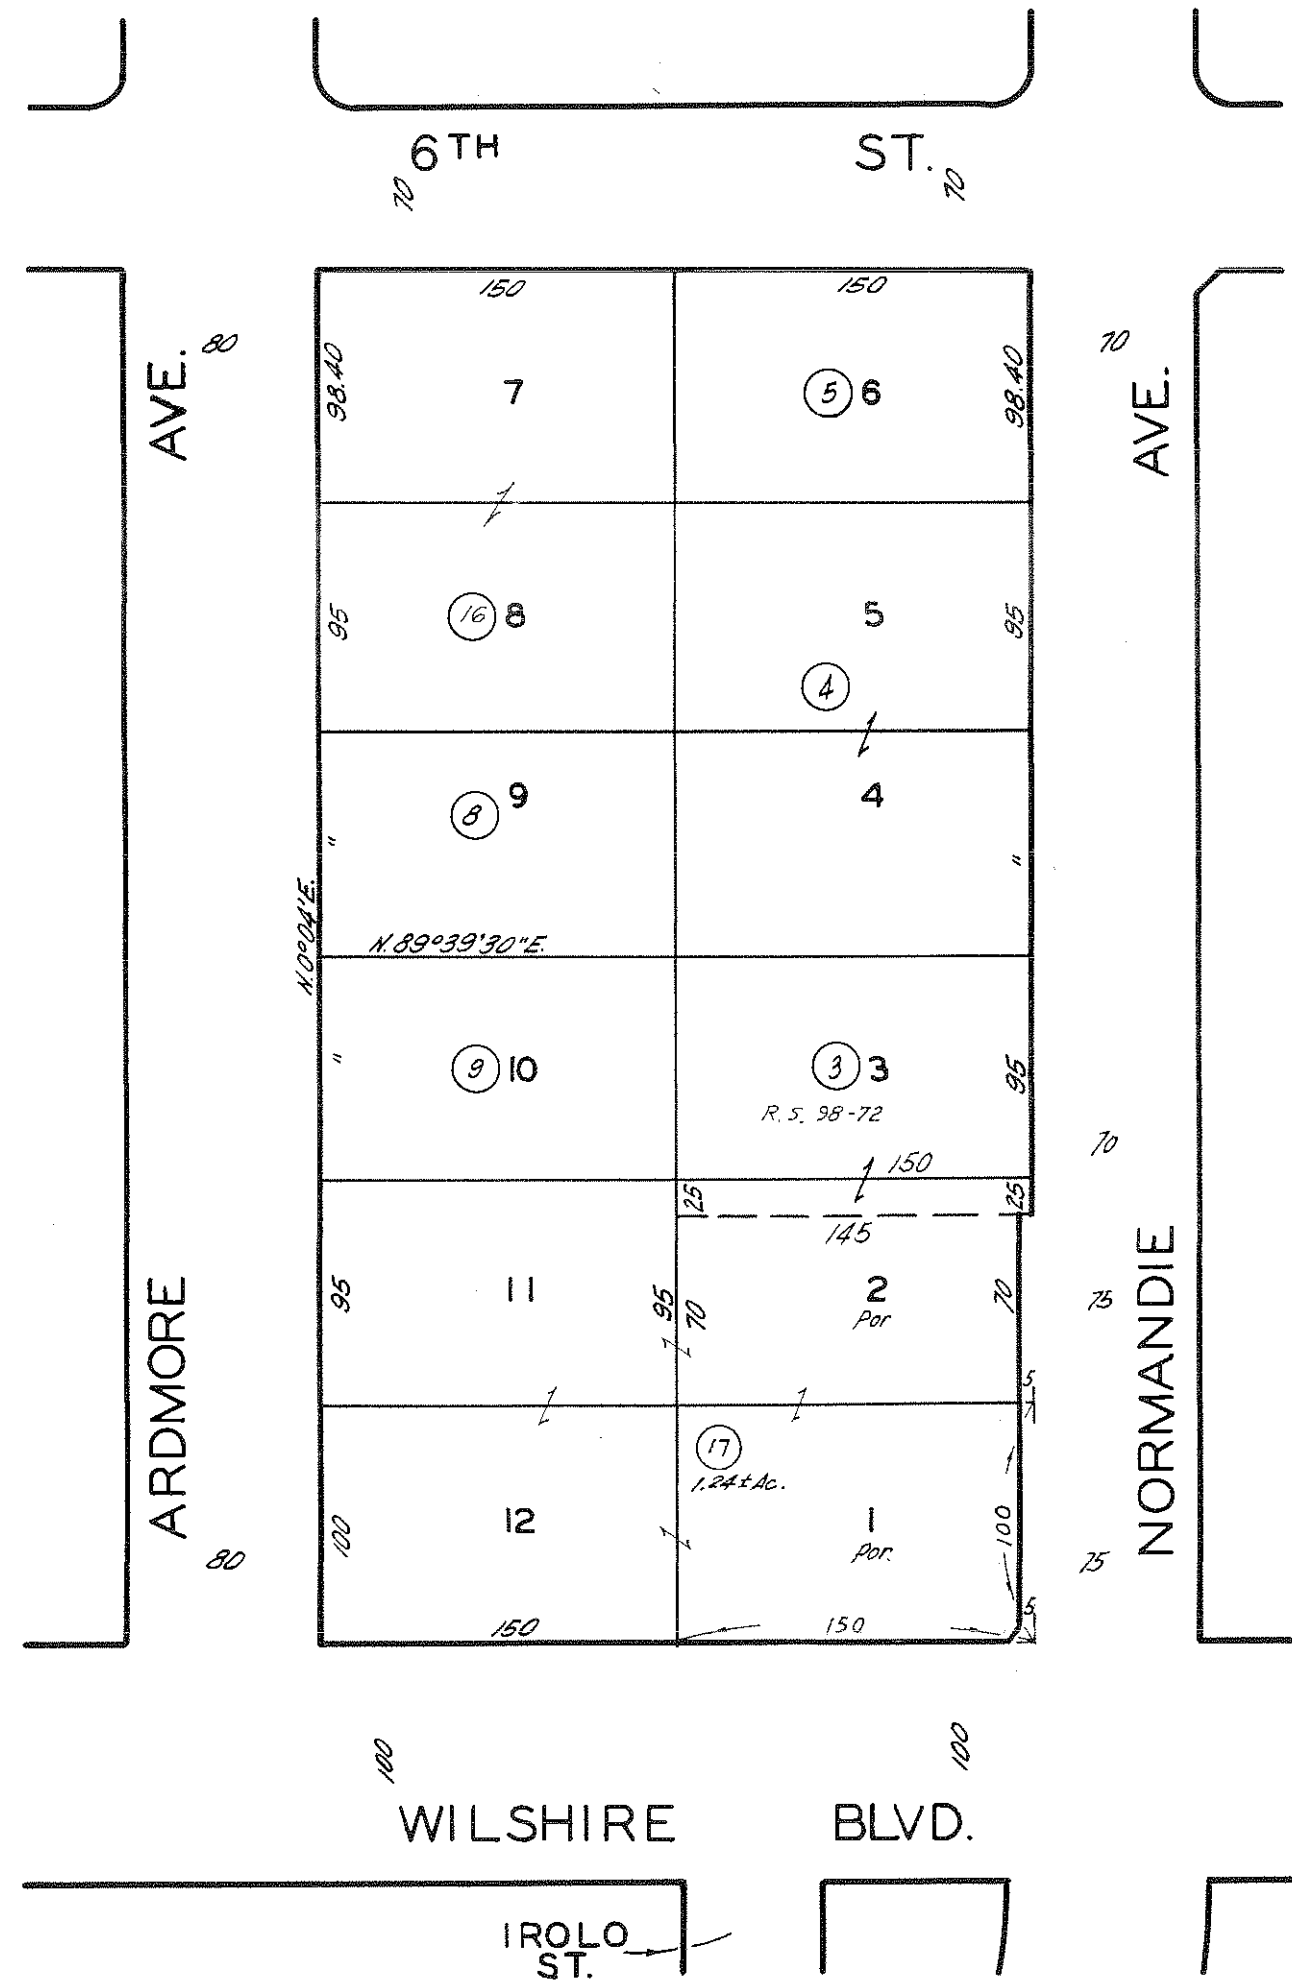 6TH ST.
70 70
150 150
80 70
AVE. 98.40 7 5 6 98.40 AVE.
95 16 8 5 95
4
8 9 4
" "
N.0°04'E. N.89°39'30"E.
" 9 10 3 3 95
R.S. 98-72
70
150
25 25
145
95 11 95 70 2 70 75
Por
5
ARDMORE NORMANDIE
17
1.24±Ac.
100 12 1 100
Por.
80 75
5
150 150
100 100
WILSHIRE BLVD.
IROLO
ST.